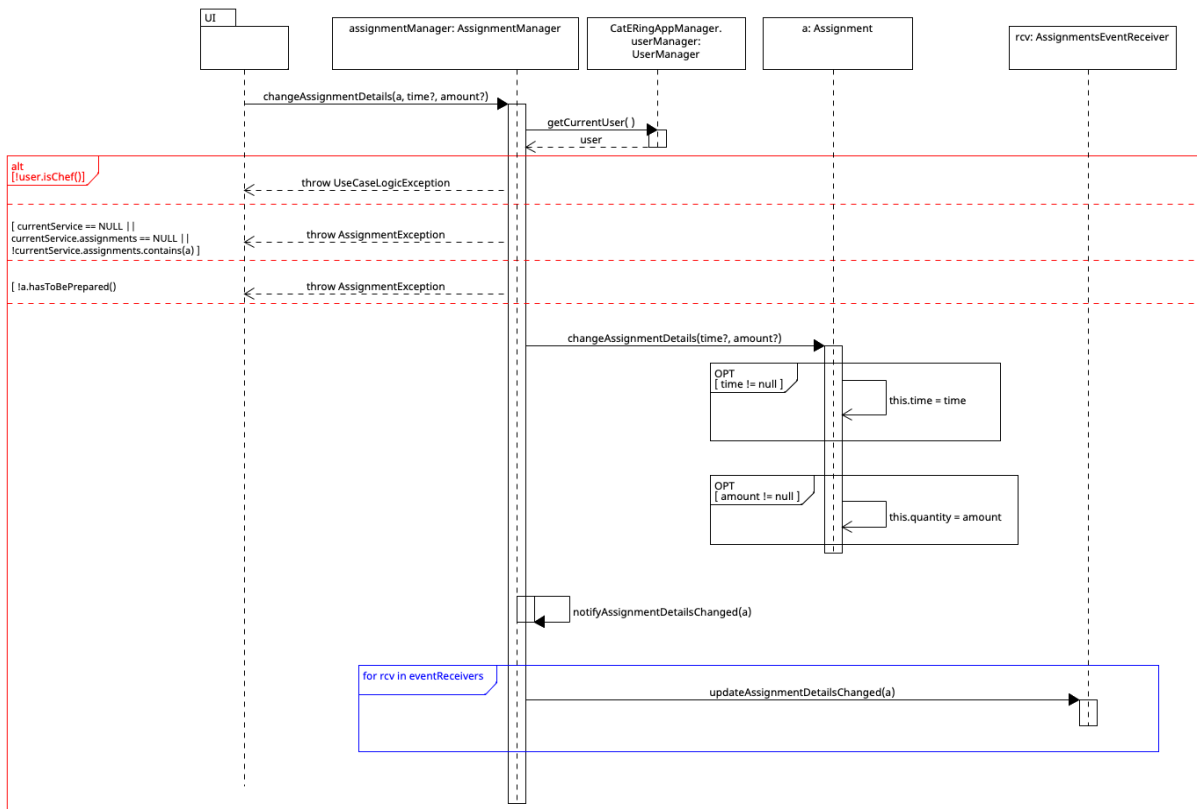 UI
assignmentManager: AssignmentManager
CatERingAppManager.
userManager:
UserManager
a: Assignment
rcv: AssignmentsEventReceiver
changeAssignmentDetails(a, time?, amount?)
getCurrentUser( )
user
alt
[!user.isChef()]
throw UseCaseLogicException
[ currentService == NULL ||
currentService.assignments == NULL ||
!currentService.assignments.contains(a) ]
throw AssignmentException
[ !a.hasToBePrepared()
throw AssignmentException
changeAssignmentDetails(time?, amount?)
OPT
[ time != null ]
this.time = time
OPT
[ amount != null ]
this.quantity = amount
notifyAssignmentDetailsChanged(a)
for rcv in eventReceivers
updateAssignmentDetailsChanged(a)